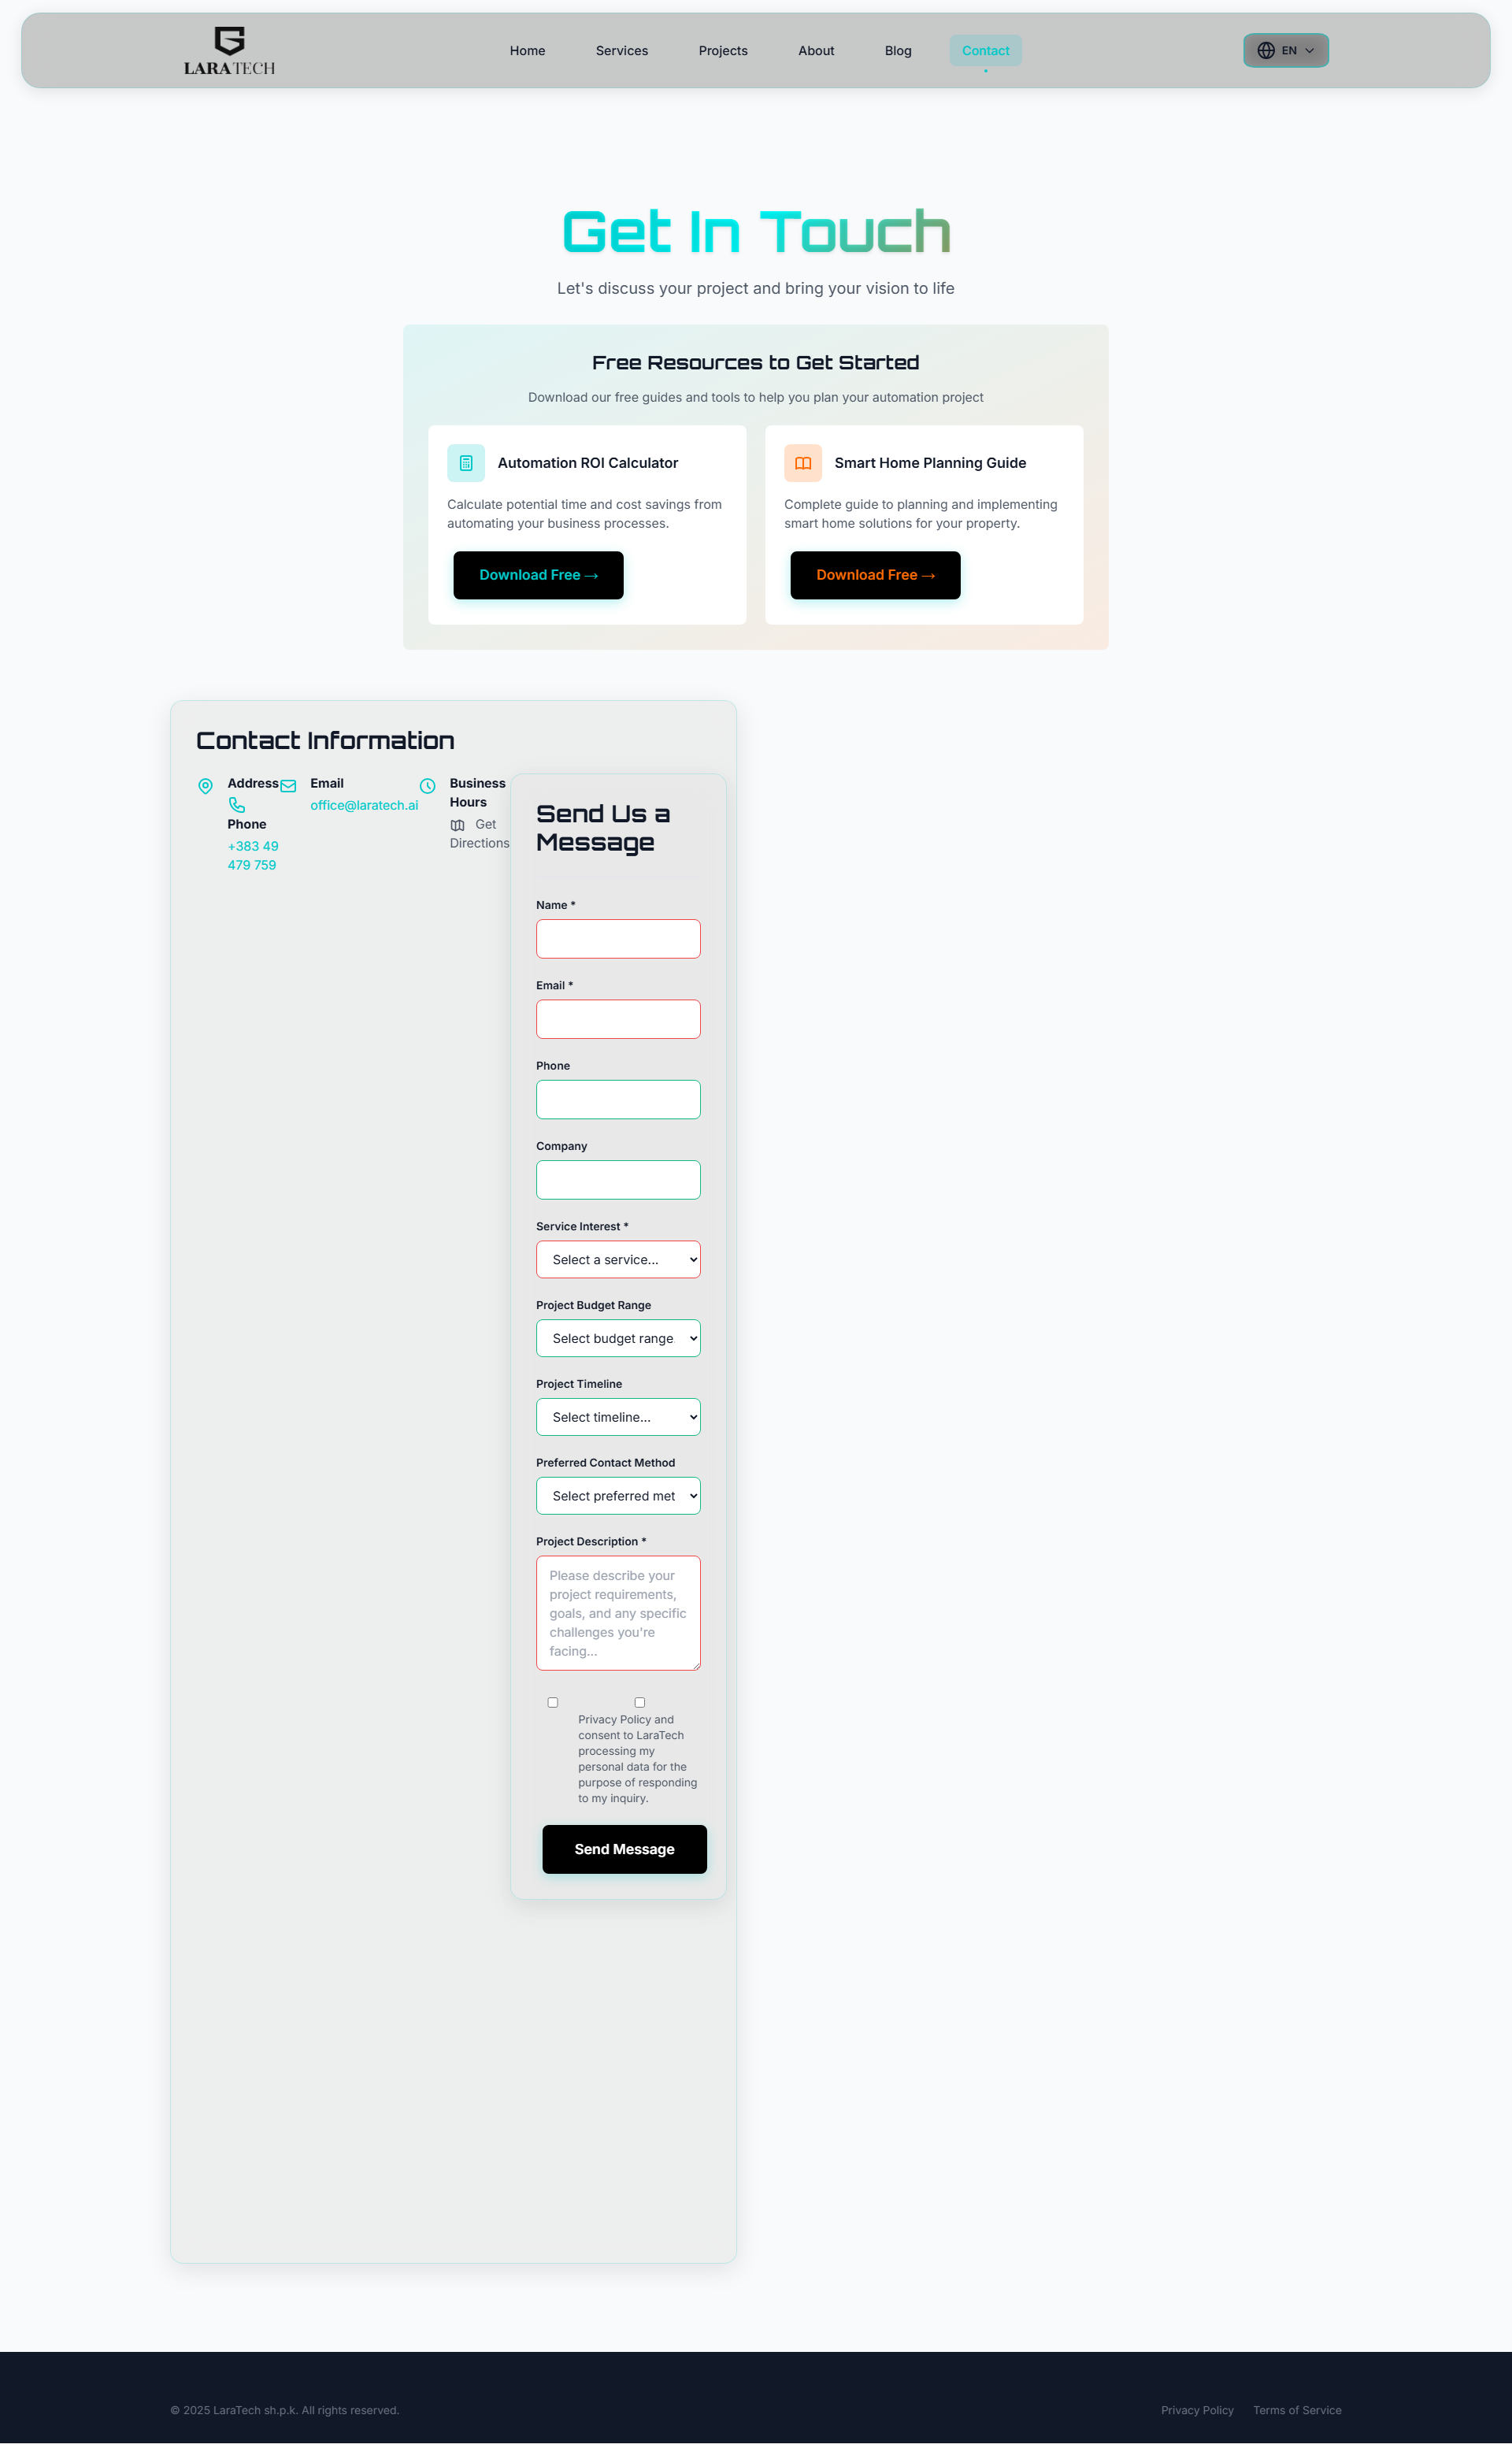 LARATECH
Home
Services
Projects
About
Blog
Contact
EN
Get In Touch
Let's discuss your project and bring your vision to life
Free Resources to Get Started
Download our free guides and tools to help you plan your automation project
Automation ROI Calculator
Calculate potential time and cost savings from
automating your business processes.
Download Free →
Smart Home Planning Guide
Complete guide to planning and implementing
smart home solutions for your property.
Download Free →
Contact Information
Address
Phone
+383 49
479 759
Email
office@laratech.ai
Business
Hours
Get
Directions
Send Us a
Message
Name *
Email *
Phone
Company
Service Interest *
Select a service...
Project Budget Range
Select budget range
Project Timeline
Select timeline...
Preferred Contact Method
Select preferred met
Project Description *
Please describe your
project requirements,
goals, and any specific
challenges you're
facing...
Privacy Policy and
consent to LaraTech
processing my
personal data for the
purpose of responding
to my inquiry.
Send Message
© 2025 LaraTech sh.p.k. All rights reserved.
Privacy Policy
Terms of Service